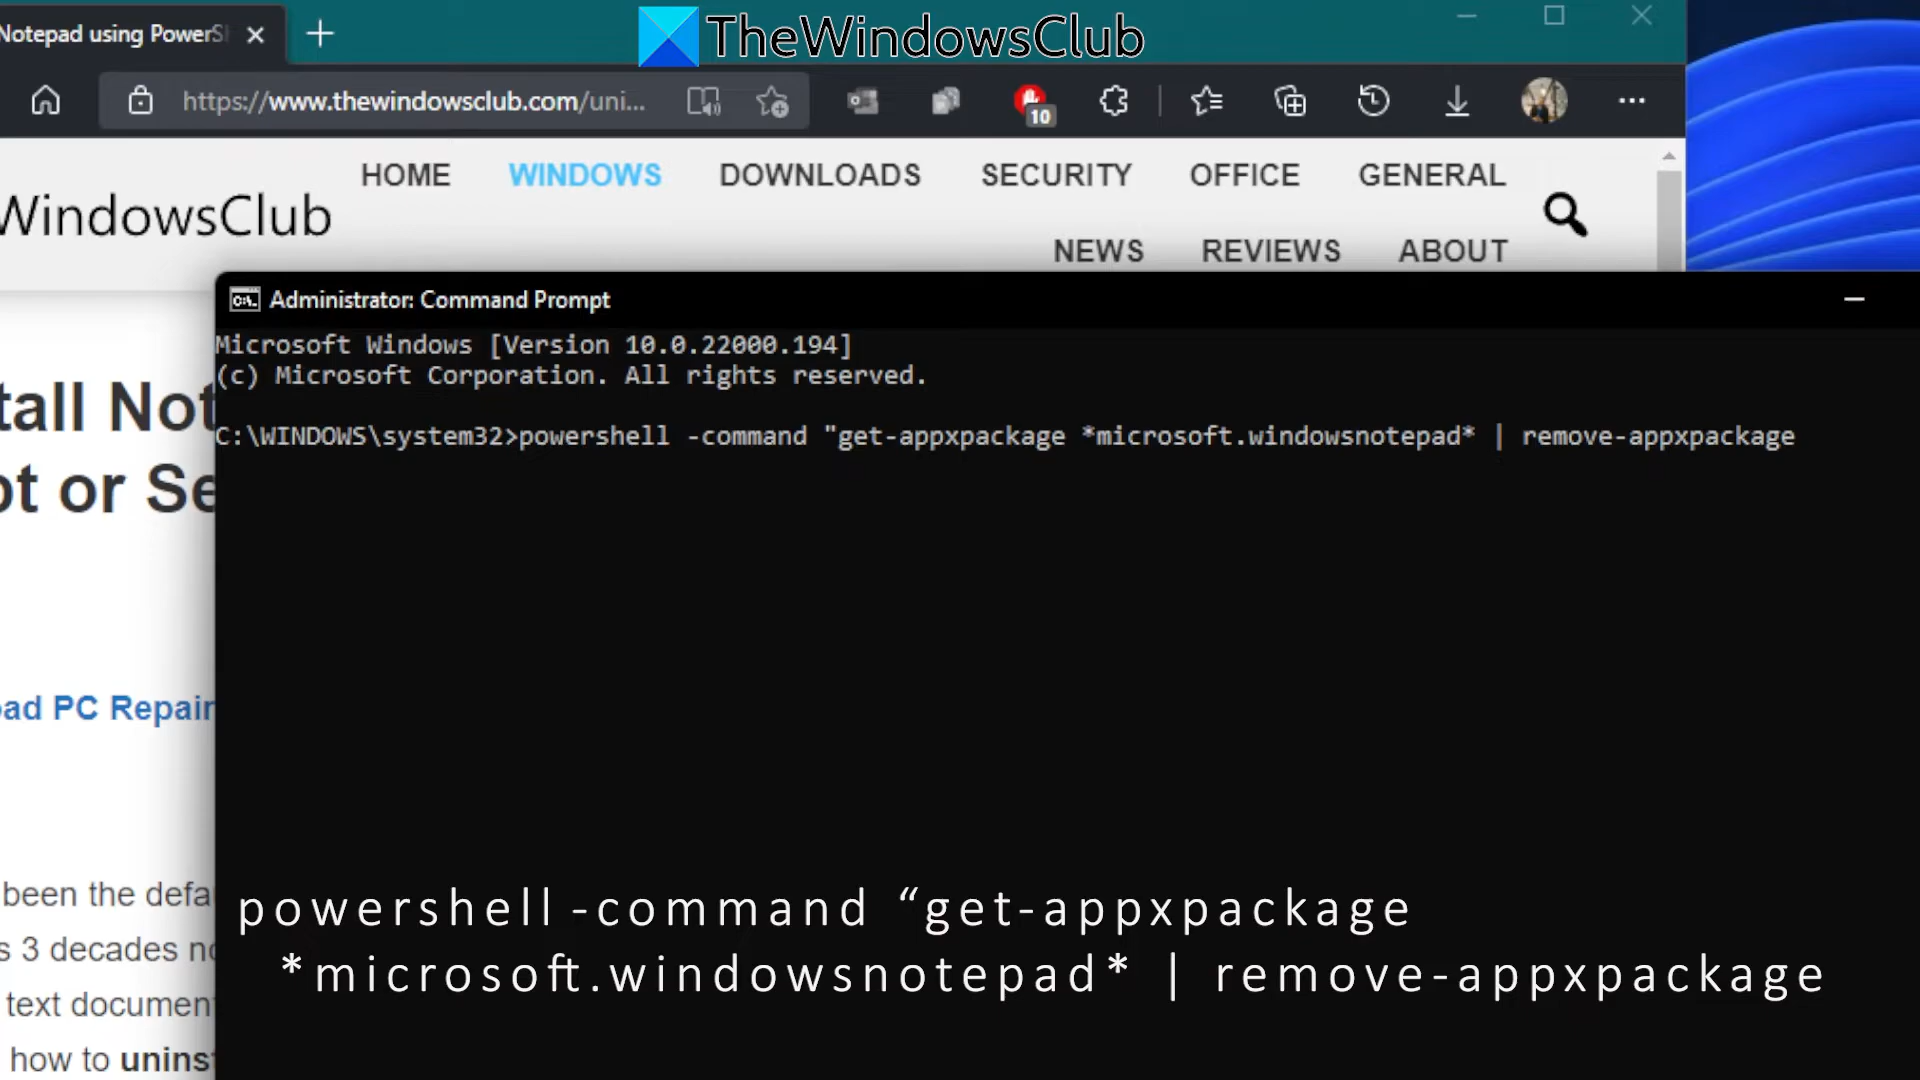 Notepad using PowerS
TheWindowsClub
https://www.thewindowsclub.com/uni...
10
HOME WINDOWS DOWNLOADS SECURITY OFFICE GENERAL
WindowsClub
NEWS REVIEWS ABOUT
Administrator: Command Prompt
Microsoft Windows [Version 10.0.22000.194]
(c) Microsoft Corporation. All rights reserved.
tall Not
C:\WINDOWS\system32>powershell -command "get-appxpackage *microsoft.windowsnotepad* | remove-appxpackage
pt or Se
oad PC Repair
been the defa
s 3 decades no
text documen
how to unins
powershell -command “get-appxpackage
*microsoft.windowsnotepad* | remove-appxpackage